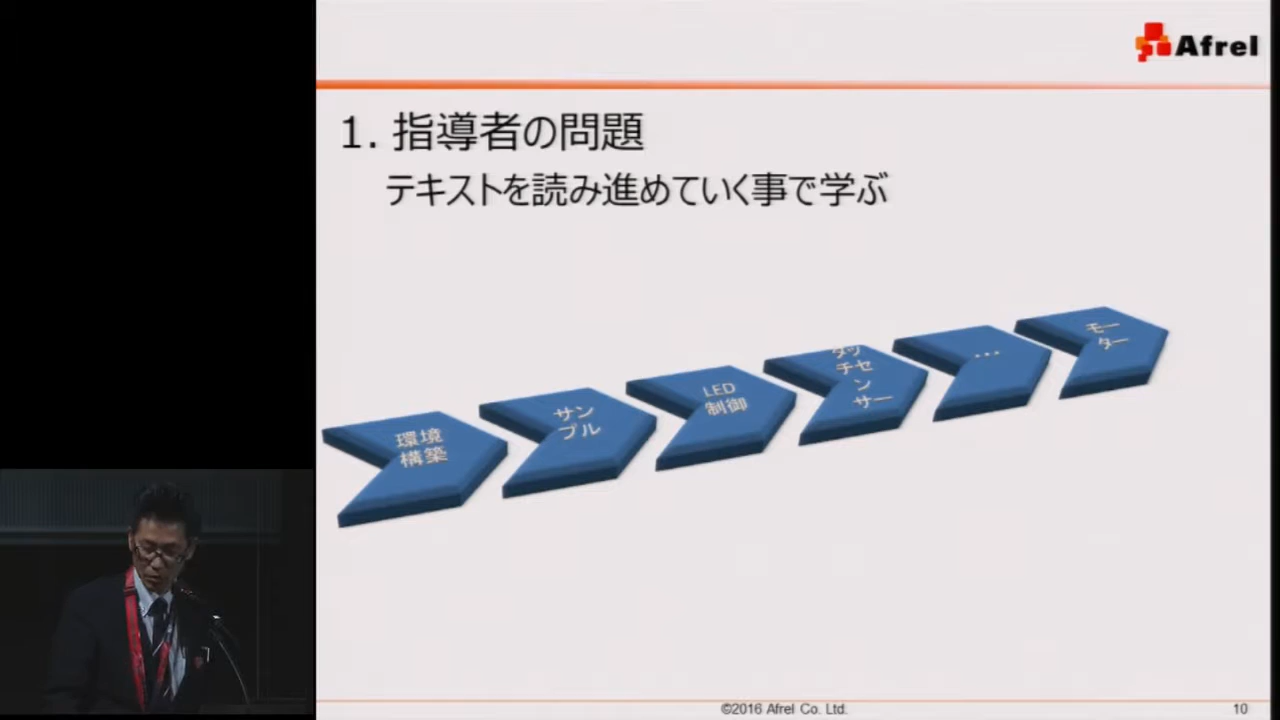 Afrel
1. 指導者の問題
テキストを読み進めていく事で学ぶ
環境
構築
サン
プル
LED
制御
タッ
チセ
ン
サー
...
モー
ター
©2016 Afrel Co. Ltd.
10